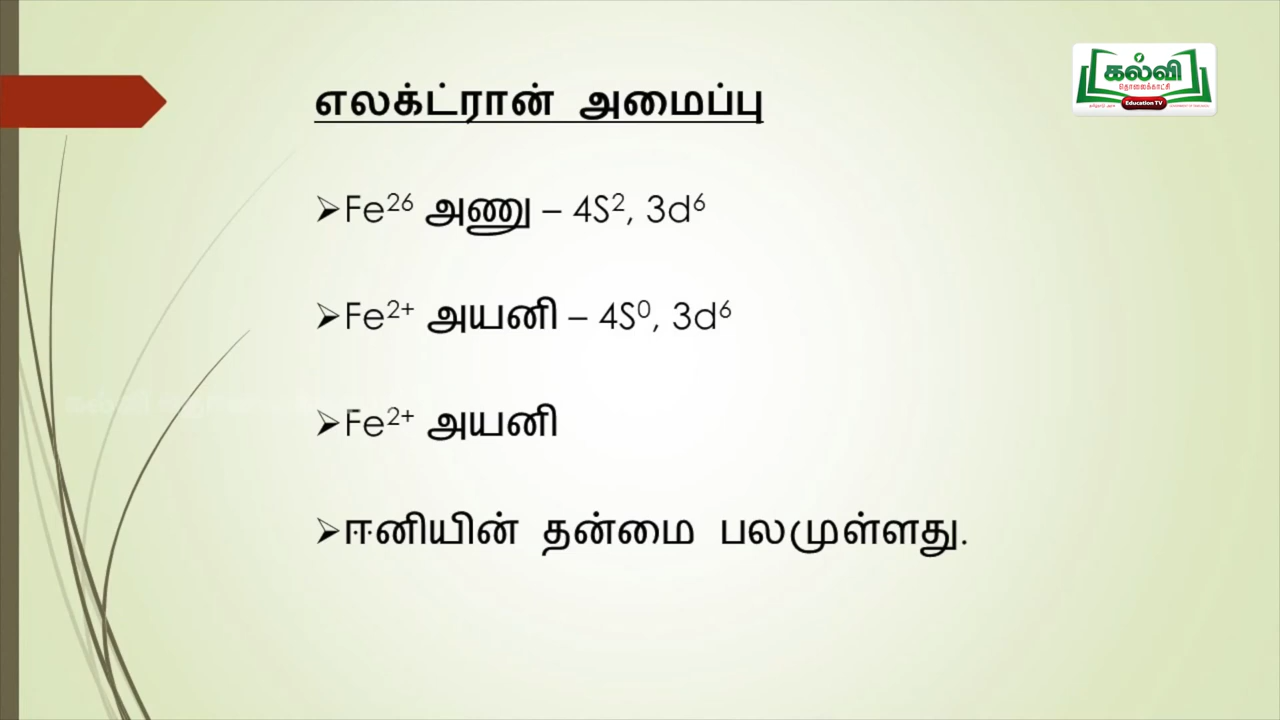 கல்வி
தொலைக்காட்சி
Education TV
எலக்ட்ரான் அமைப்பு
➢Fe²⁶ அணு – 4S², 3d⁶
➢Fe²⁺ அயனி – 4S⁰, 3d⁶
➢Fe²⁺ அயனி
➢ஈனியின் தன்மை பலமுள்ளது.